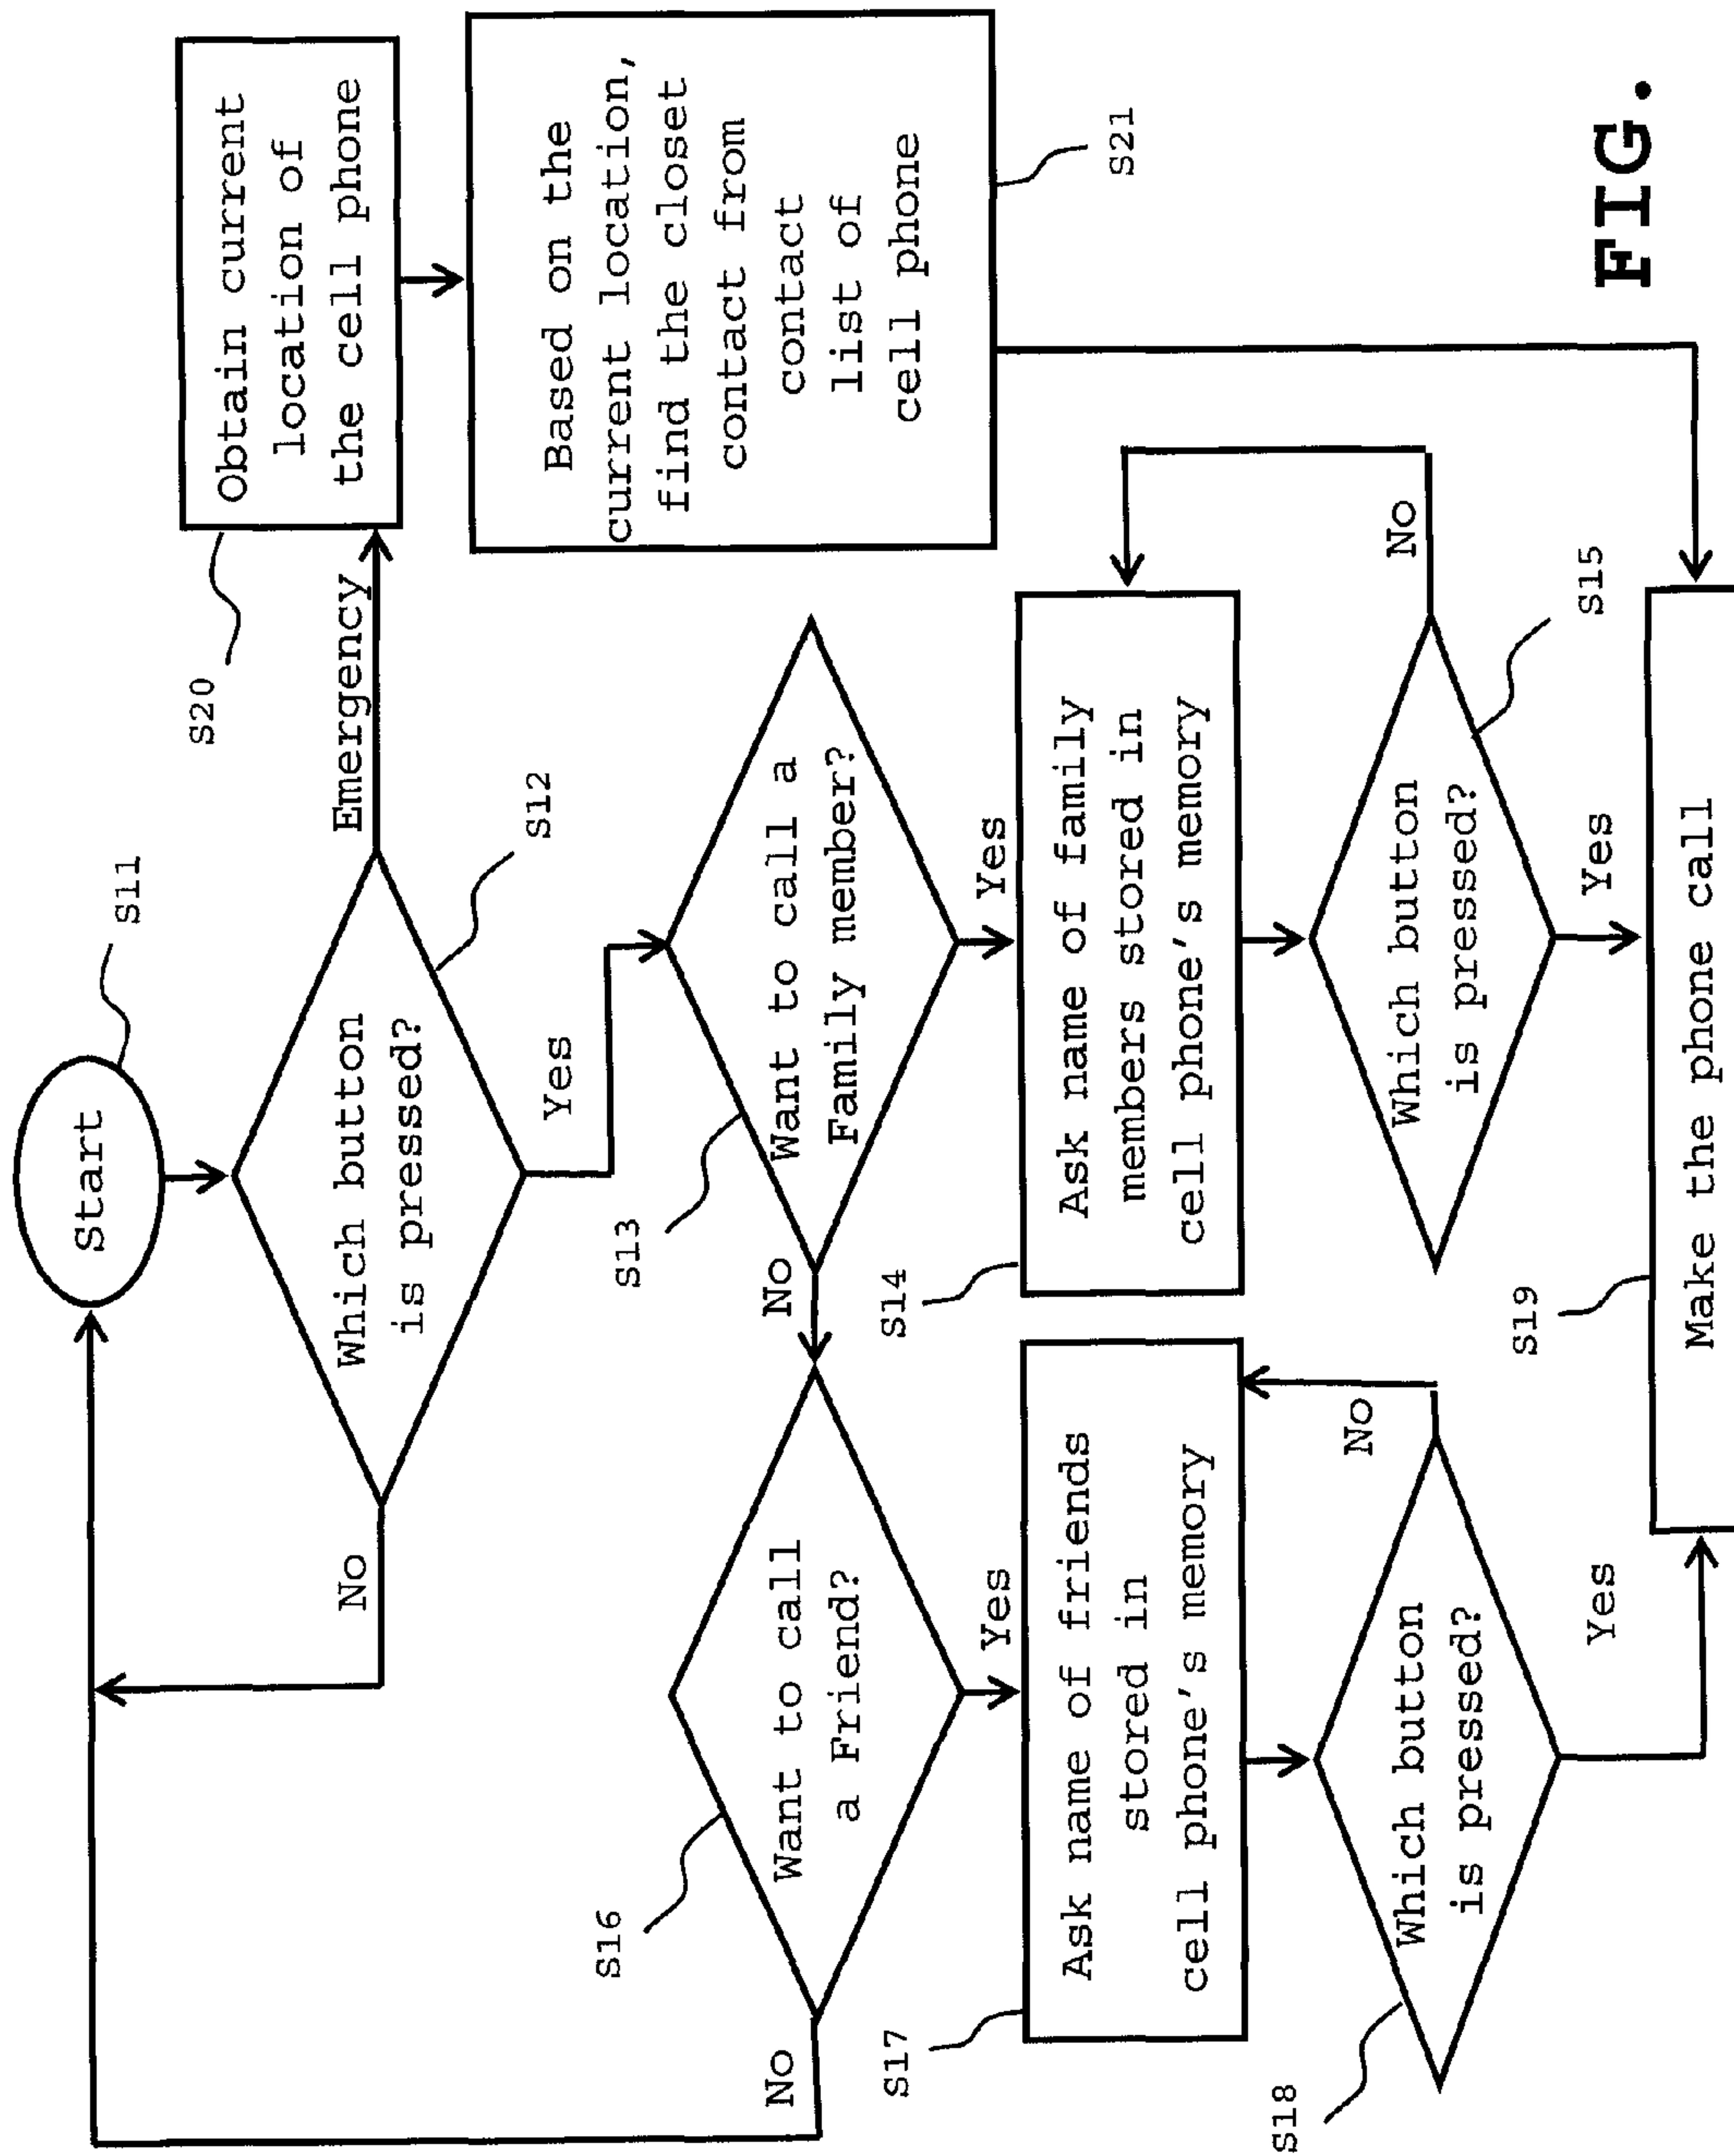 Start
S11
Which button
is pressed?
S12
Emergency
No
Yes
S20
Obtain current
location of
the cell phone
Based on the
current location,
find the closet
contact from
contact
list of
cell phone
S21
S13
Want to call a
Family member?
No
Yes
S16
Want to call
a Friend?
No
Yes
S14
Ask name of family
members stored in
cell phone's memory
S17
Ask name of friends
stored in
cell phone's memory
Which button
is pressed?
S15
No
Yes
S18
Which button
is pressed?
No
Yes
S19
Make the phone call
FIG.